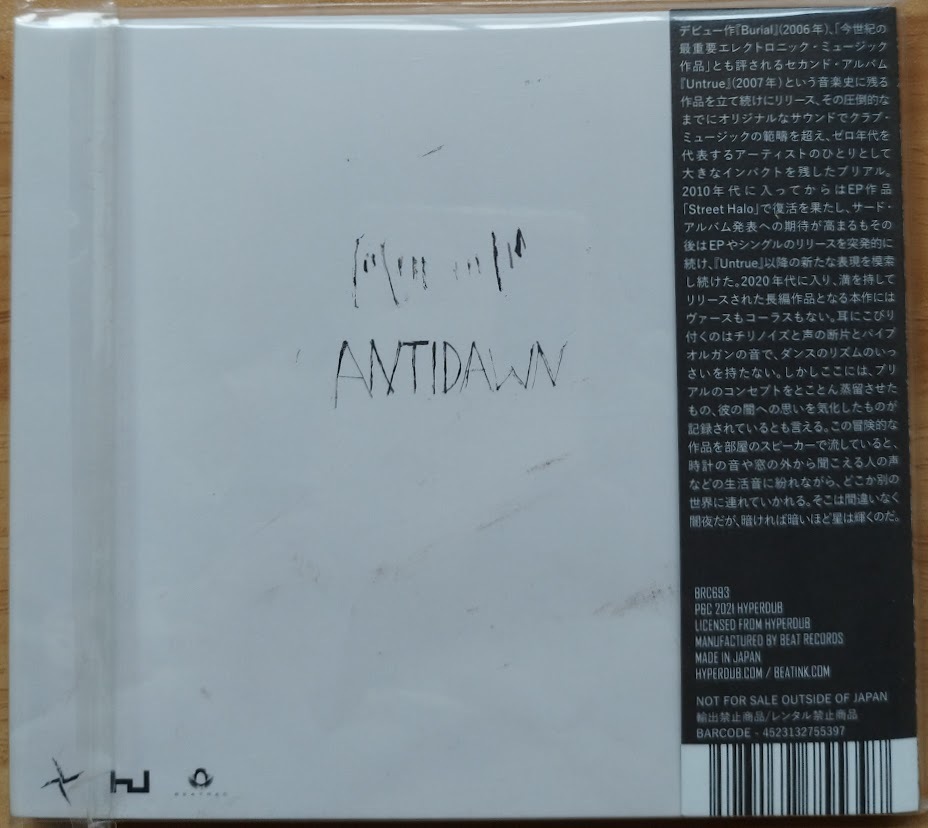 ANTIDAWN
デビュー作『Burial』(2006年)、「今世紀の
最重要エレクトロニック・ミュージック
作品」とも評されるセカンド・アルバム
『Untrue』(2007年)という音楽史に残る
作品を立て続けにリリース、その圧倒的な
までにオリジナルなサウンドでクラブ・
ミュージックの範疇を超え、ゼロ年代を
代表するアーティストのひとりとして
大きなインパクトを残したブリアル。
2010年代に入ってからはEP作品
「Street Halo」で復活を果たし、サード・
アルバム発表への期待が高まるもその
後はEPやシングルのリリースを突発的に
続け、『Untrue』以降の新たな表現を模索
し続けた。2020年代に入り、満を持して
リリースされた長編作品となる本作には
ヴァースもコーラスもない。耳にこびり
付くのはチリノイズと声の断片とパイプ
オルガンの音で、ダンスのリズムのいっ
さいを持たない。しかしここには、ブリ
アルのコンセプトをとことん蒸留させた
もの、彼の闇への思いを気化したものが
記録されているとも言える。この冒険的な
作品を部屋のスピーカーで流していると、
時計の音や窓の外から聞こえる人の声
などの生活音に紛れながら、どこか別の
世界に連れていかれる。そこは間違いなく
闇夜だが、暗ければ暗いほど星は輝くのだ。
BRC693
P&C 2021 HYPERDUB
LICENSED FROM HYPERDUB
MANUFACTURED BY BEAT RECORDS
MADE IN JAPAN
HYPERDUB.COM / BEATINK.COM
NOT FOR SALE OUTSIDE OF JAPAN
輸出禁止商品/レンタル禁止商品
BARCODE - 4523132755397